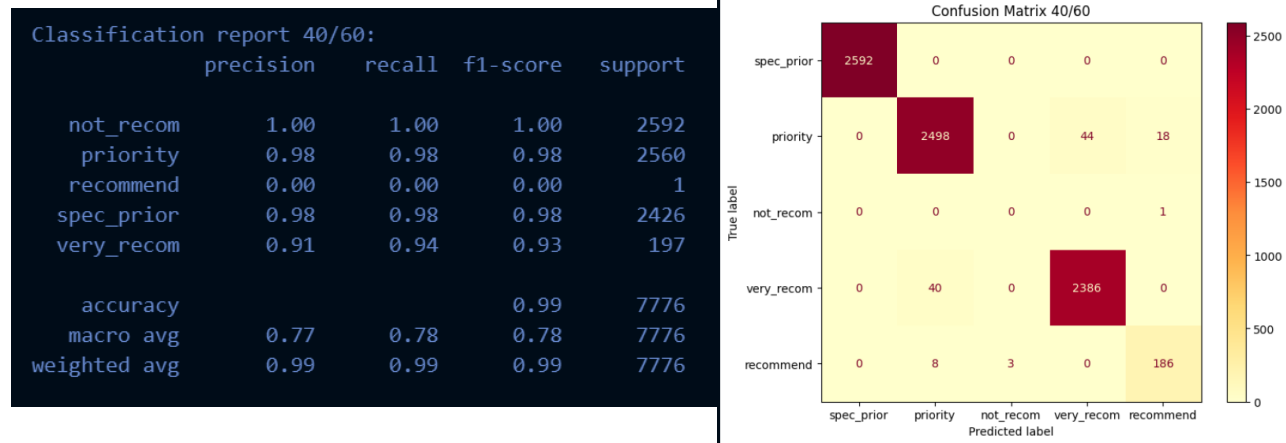 Classification report 40/60:
precision recall f1-score support
not_recom 1.00 1.00 1.00 2592
priority 0.98 0.98 0.98 2560
recommend 0.00 0.00 0.00 1
spec_prior 0.98 0.98 0.98 2426
very_recom 0.91 0.94 0.93 197
accuracy 0.99 7776
macro avg 0.77 0.78 0.78 7776
weighted avg 0.99 0.99 0.99 7776
Confusion Matrix 40/60
True label
spec_prior 2592 0 0 0 0
priority 0 2498 0 44 18
not_recom 0 0 0 0 1
very_recom 0 40 0 2386 0
recommend 0 8 3 0 186
spec_prior priority not_recom very_recom recommend
Predicted label
2500
2000
1500
1000
500
0